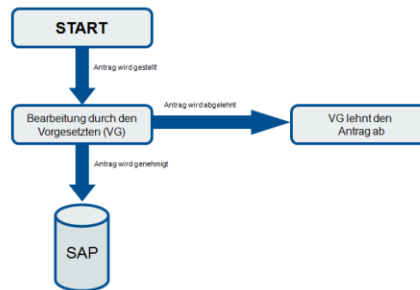 START
Antrag wird gestellt
Antrag wird abgelehnt
Bearbeitung durch den
Vorgesetzten (VG)
VG lehnt den
Antrag ab
Antrag wird genehmigt
SAP